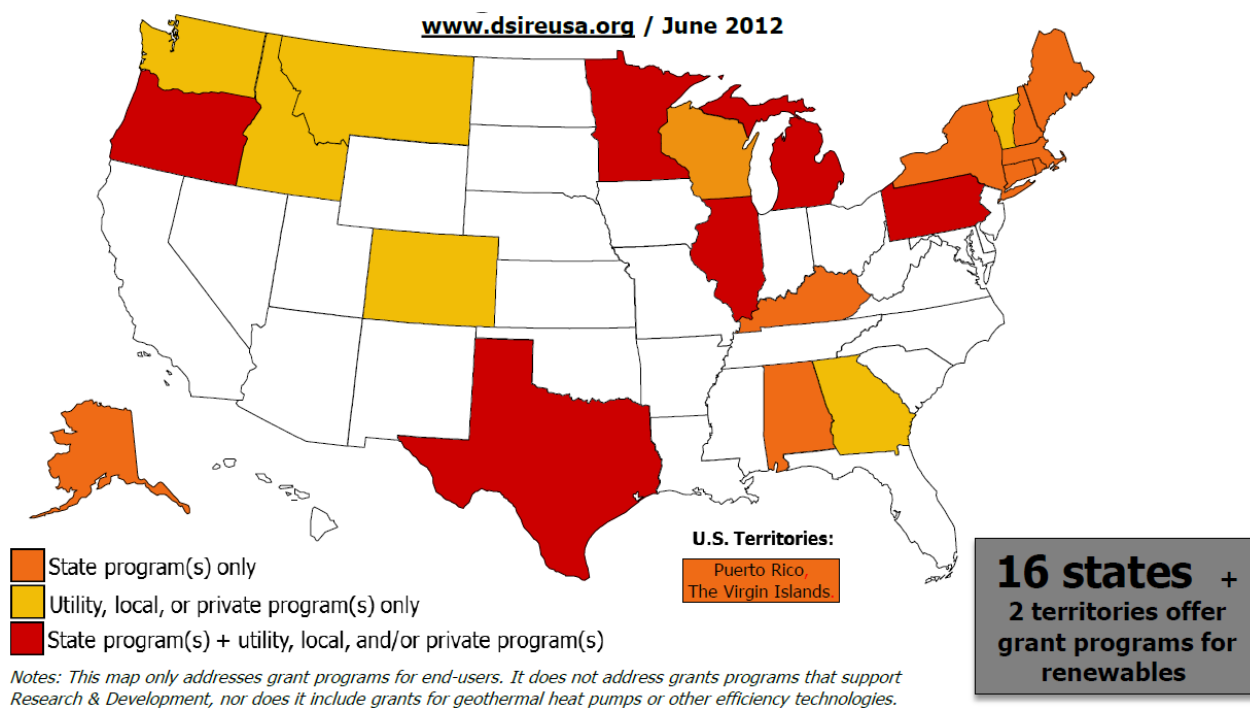 www.dsireusa.org / June 2012
U.S. Territories:
Puerto Rico,
The Virgin Islands.
State program(s) only
Utility, local, or private program(s) only
State program(s) + utility, local, and/or private program(s)
16 states +
2 territories offer
grant programs for
renewables
Notes: This map only addresses grant programs for end-users. It does not address grants programs that support
Research & Development, nor does it include grants for geothermal heat pumps or other efficiency technologies.